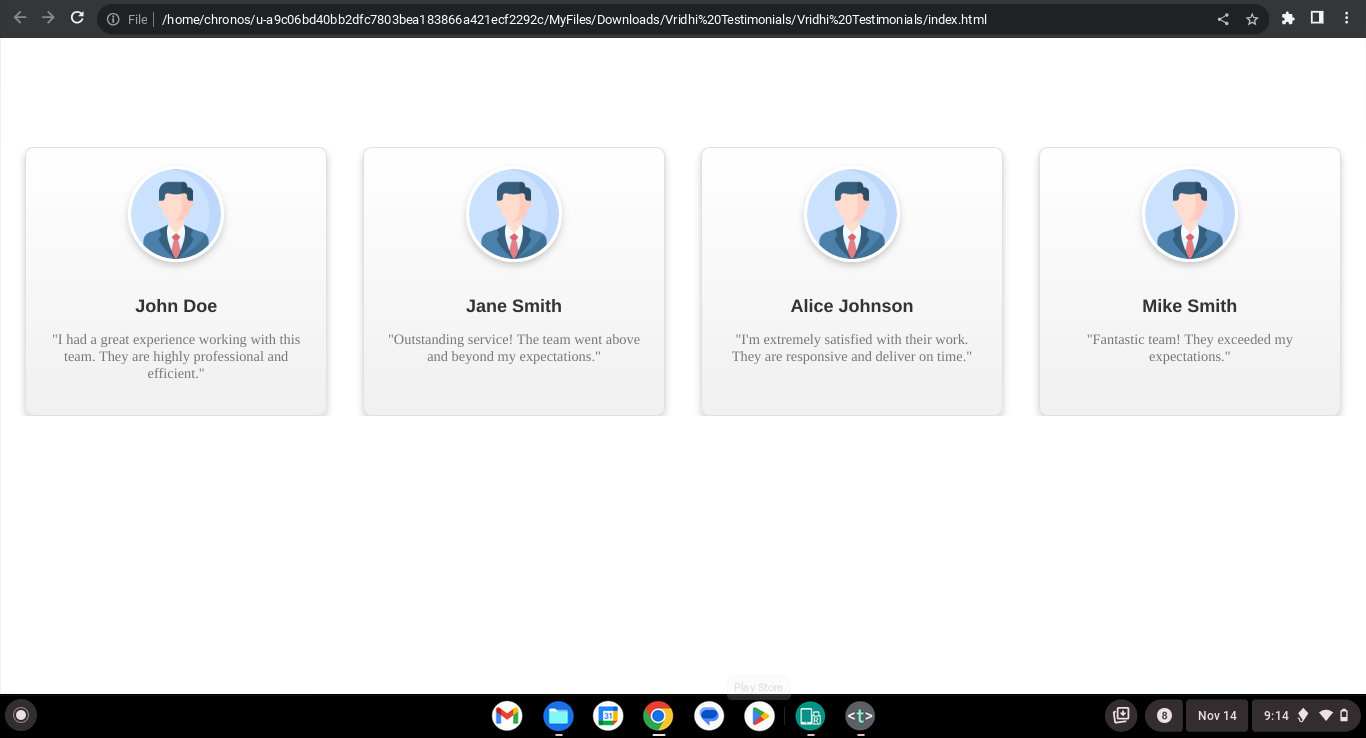 File
/home/chronos/u-a9c06bd40bb2dfc7803bea183866a421ecf2292c/MyFiles/Downloads/Vridhi%20Testimonials/Vridhi%20Testimonials/index.html
John Doe
"I had a great experience working with this
team. They are highly professional and
efficient."
Jane Smith
"Outstanding service! The team went above
and beyond my expectations."
Alice Johnson
"I'm extremely satisfied with their work.
They are responsive and deliver on time."
Mike Smith
"Fantastic team! They exceeded my
expectations."
Play Store
31
<t>
8
Nov 14
9:14